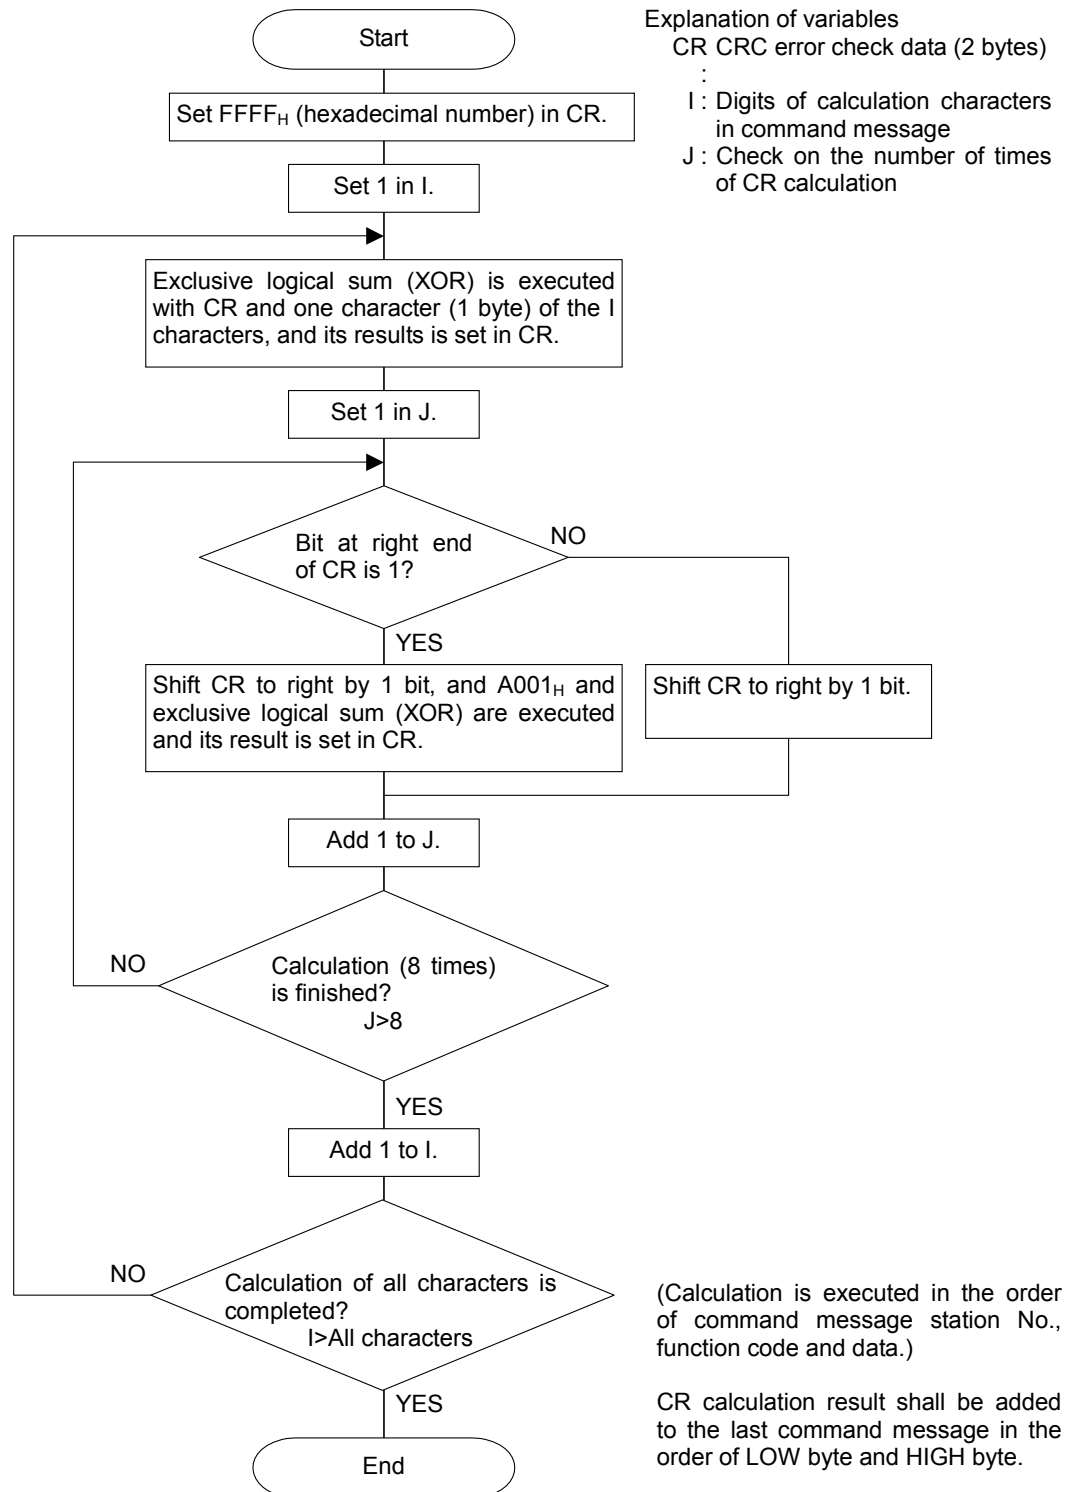 Start
Explanation of variables
CR CRC error check data (2 bytes)
:
I : Digits of calculation characters
in command message
J : Check on the number of times
of CR calculation
Set FFFFH (hexadecimal number) in CR.
Set 1 in I.
Exclusive logical sum (XOR) is executed
with CR and one character (1 byte) of the I
characters, and its results is set in CR.
Set 1 in J.
Bit at right end
of CR is 1?
NO
YES
Shift CR to right by 1 bit, and A001H and
exclusive logical sum (XOR) are executed
and its result is set in CR.
Shift CR to right by 1 bit.
Add 1 to J.
NO
Calculation (8 times)
is finished?
J>8
YES
Add 1 to I.
NO
Calculation of all characters is
completed?
I>All characters
YES
(Calculation is executed in the order
of command message station No.,
function code and data.)
CR calculation result shall be added
to the last command message in the
order of LOW byte and HIGH byte.
End